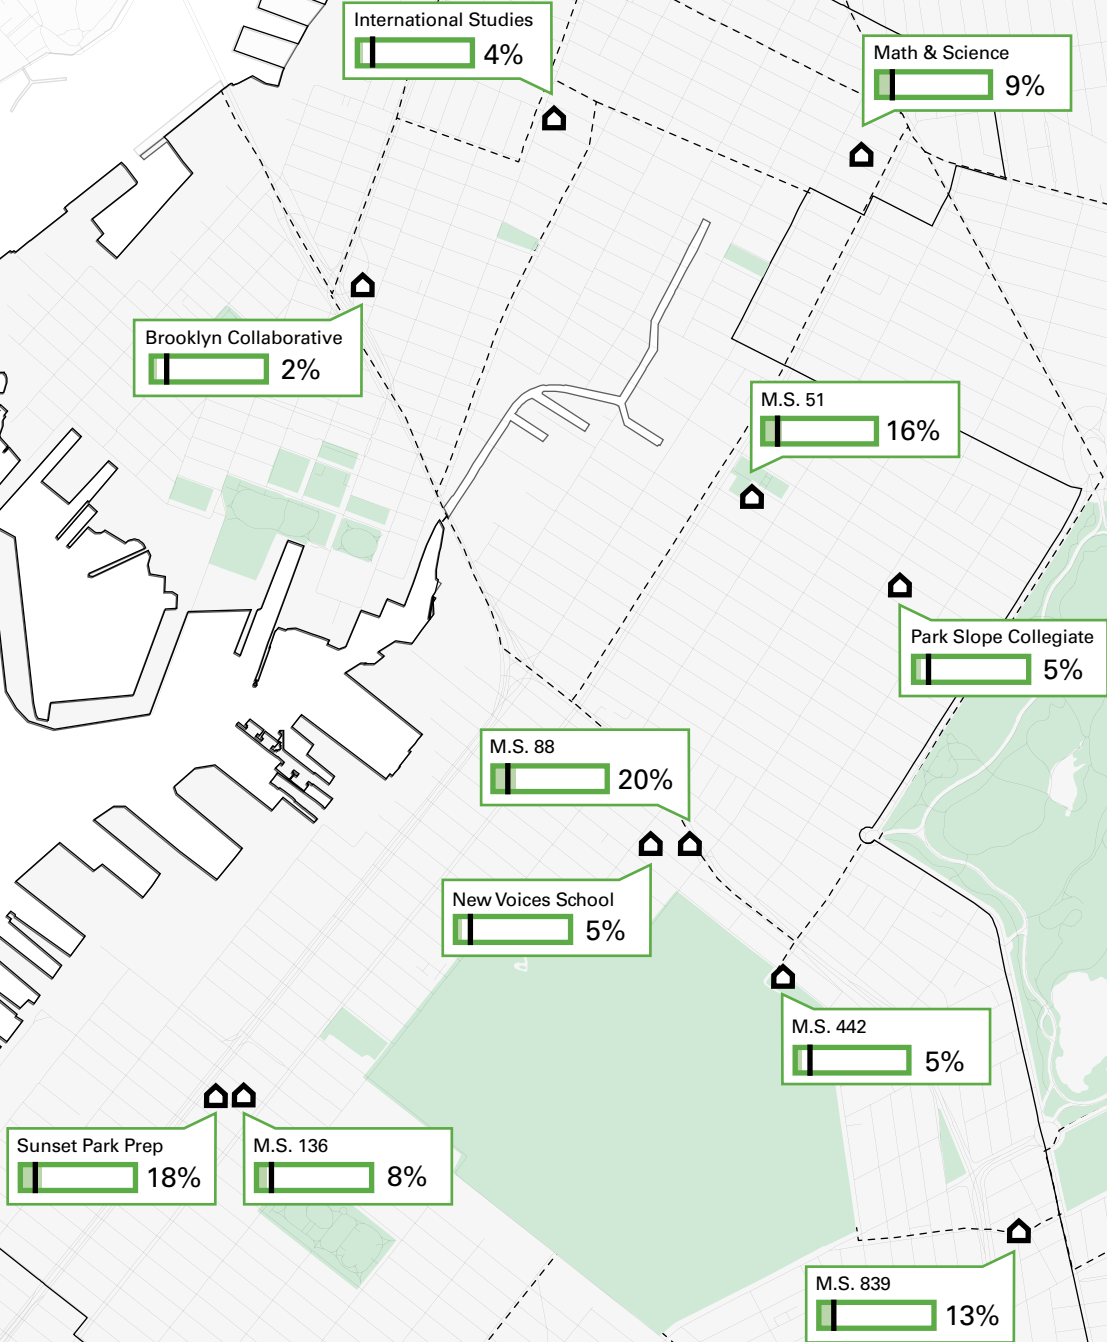 International Studies
4%
Math & Science
9%
Brooklyn Collaborative
2%
M.S. 51
16%
Park Slope Collegiate
5%
M.S. 88
20%
New Voices School
5%
M.S. 442
5%
Sunset Park Prep
18%
M.S. 136
8%
M.S. 839
13%